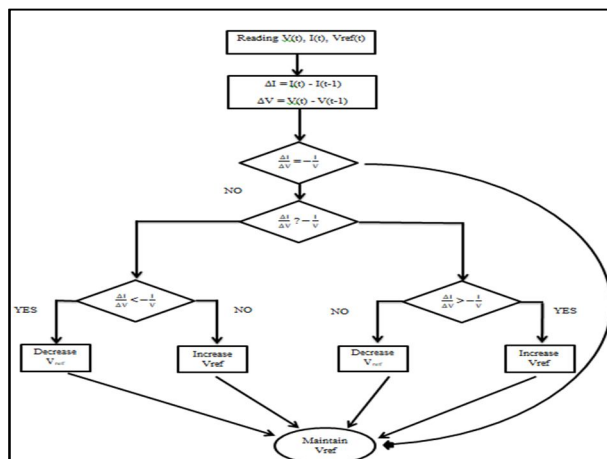 Reading V(t), I(t), Vref(t)
ΔI = I(t) - I(t-1)
ΔV = V(t) - V(t-1)
ΔI/ΔV = - I/V
NO
ΔI/ΔV ? - I/V
ΔI/ΔV < - I/V
ΔI/ΔV > - I/V
YES
NO
NO
YES
Decrease
Vref
Increase
Vref
Decrease
Vref
Increase
Vref
Maintain
Vref